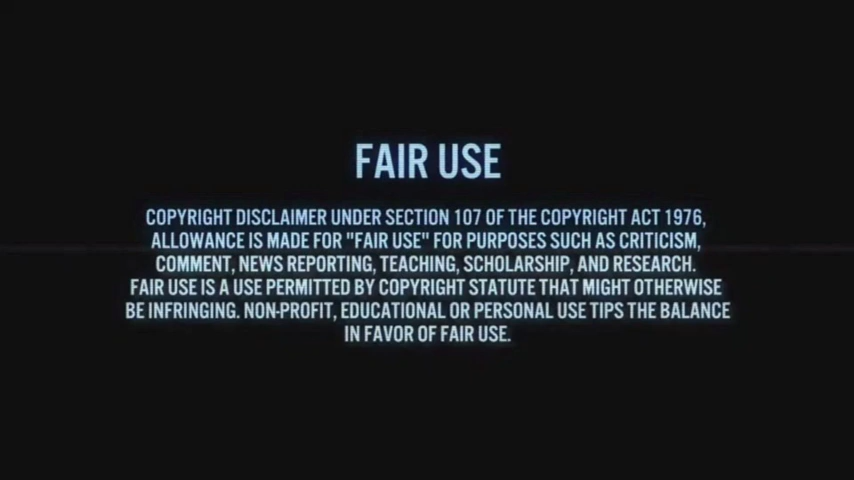 FAIR USE
COPYRIGHT DISCLAIMER UNDER SECTION 107 OF THE COPYRIGHT ACT 1976,
ALLOWANCE IS MADE FOR "FAIR USE" FOR PURPOSES SUCH AS CRITICISM,
COMMENT, NEWS REPORTING, TEACHING, SCHOLARSHIP, AND RESEARCH.
FAIR USE IS A USE PERMITTED BY COPYRIGHT STATUTE THAT MIGHT OTHERWISE
BE INFRINGING. NON-PROFIT, EDUCATIONAL OR PERSONAL USE TIPS THE BALANCE
IN FAVOR OF FAIR USE.